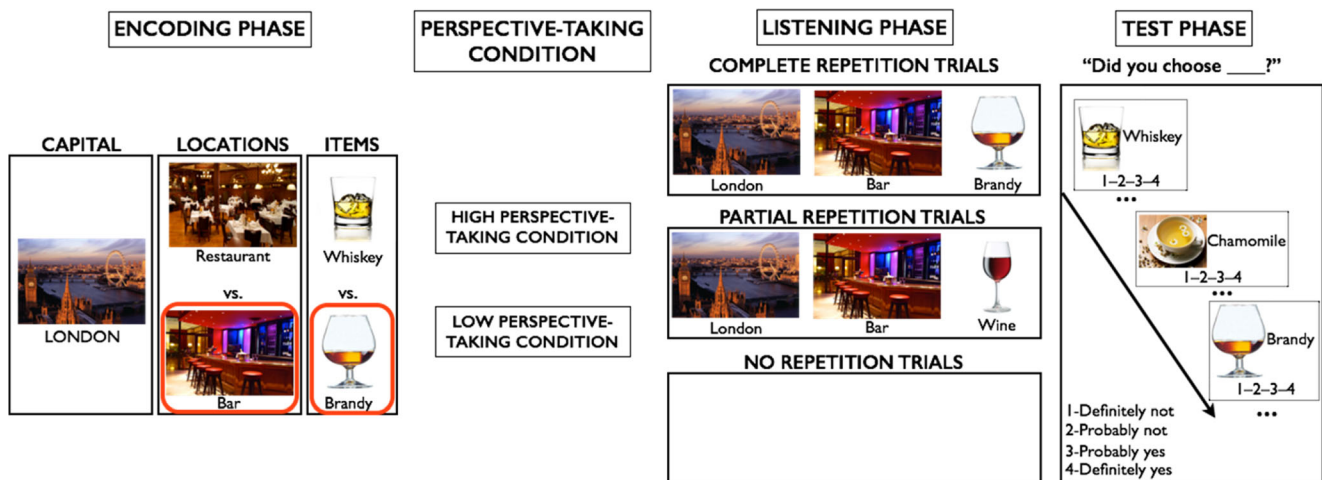 ENCODING PHASE
CAPITAL
LONDON
LOCATIONS
Restaurant
vs.
Bar
ITEMS
Whiskey
vs.
Brandy
PERSPECTIVE-TAKING
CONDITION
HIGH PERSPECTIVE-
TAKING CONDITION
LOW PERSPECTIVE-
TAKING CONDITION
LISTENING PHASE
COMPLETE REPETITION TRIALS
London
Bar
Brandy
PARTIAL REPETITION TRIALS
London
Bar
Wine
NO REPETITION TRIALS
TEST PHASE
“Did you choose ____?”
Whiskey
1–2–3–4
...
Chamomile
1–2–3–4
...
Brandy
1–2–3–4
...
1-Definitely not
2-Probably not
3-Probably yes
4-Definitely yes